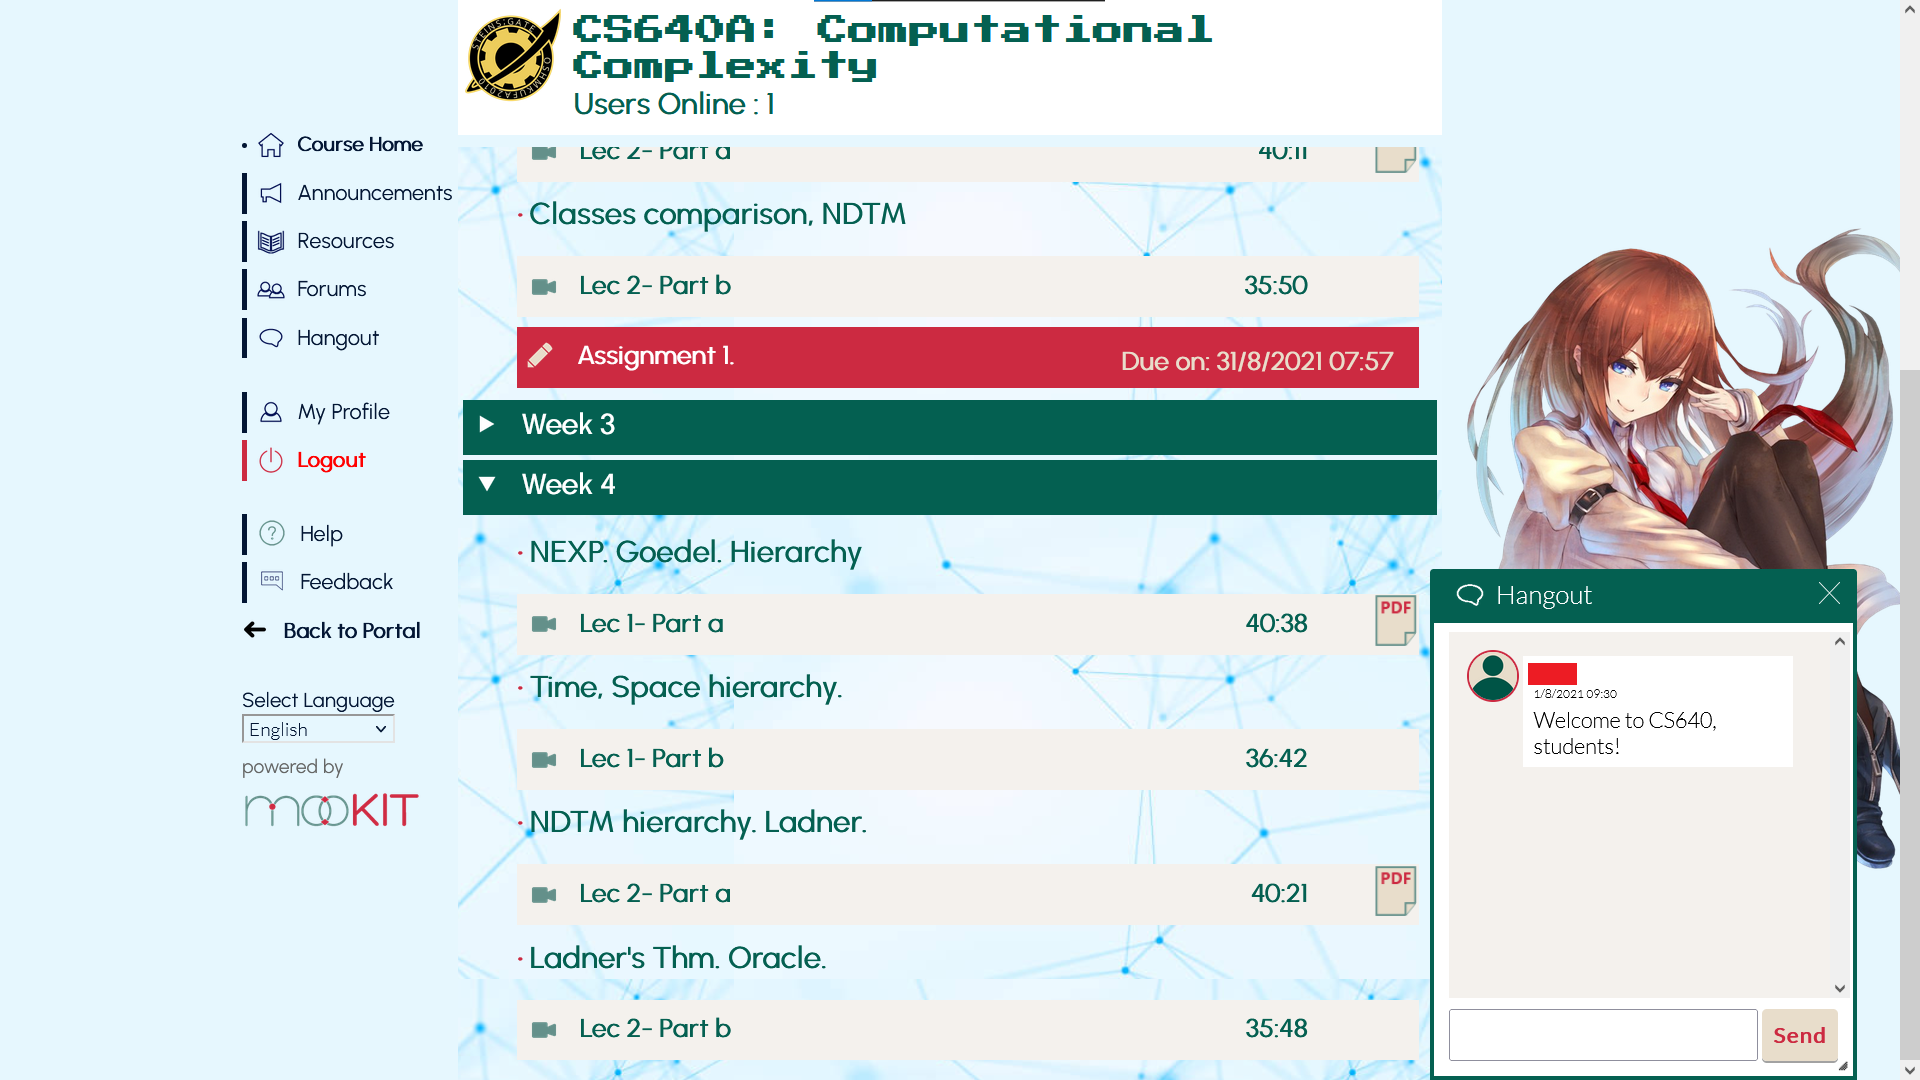 CS640A: Computational
Complexity
Users Online : 1
STEINS;GATE
OSHMKUFA2010
Course Home
Announcements
Resources
Forums
Hangout
My Profile
Logout
Help
Feedback
Back to Portal
Select Language
English
powered by
mooKIT
Lec 2- Part a 40:11
Classes comparison, NDTM
Lec 2- Part b 35:50
Assignment 1. Due on: 31/8/2021 07:57
Week 3
Week 4
NEXP. Goedel. Hierarchy
Lec 1- Part a 40:38 PDF
Time, Space hierarchy.
Lec 1- Part b 36:42
NDTM hierarchy. Ladner.
Lec 2- Part a 40:21 PDF
Ladner's Thm. Oracle.
Lec 2- Part b 35:48
Hangout
1/8/2021 09:30
Welcome to CS640,
students!
Send